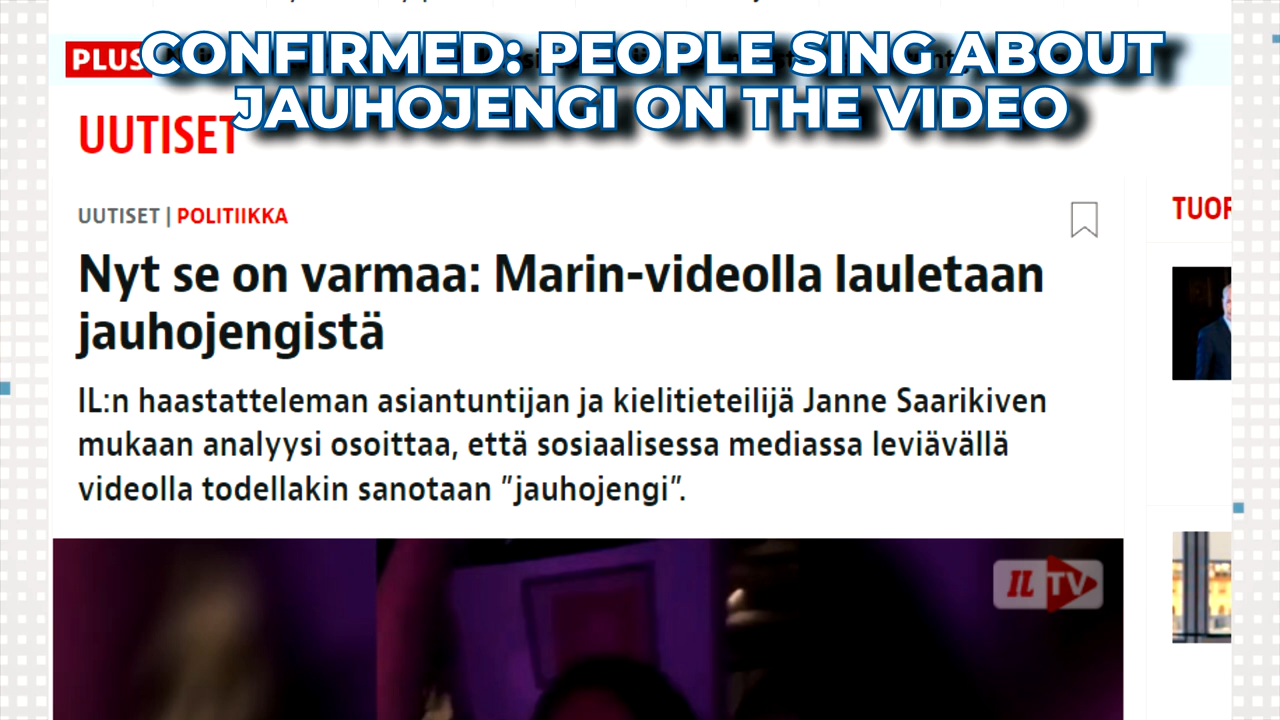 CONFIRMED: PEOPLE SING ABOUT
JAUHOJENGI ON THE VIDEO
PLUS
UUTISET
UUTISET | POLITIIKKA
TUOR
Nyt se on varmaa: Marin-videolla lauletaan
jauhojengistä
IL:n haastatteleman asiantuntijan ja kielitieteilijä Janne Saarikiven
mukaan analyysi osoittaa, että sosiaalisessa mediassa leviävällä
videolla todellakin sanotaan ”jauhojengi”.
IL TV